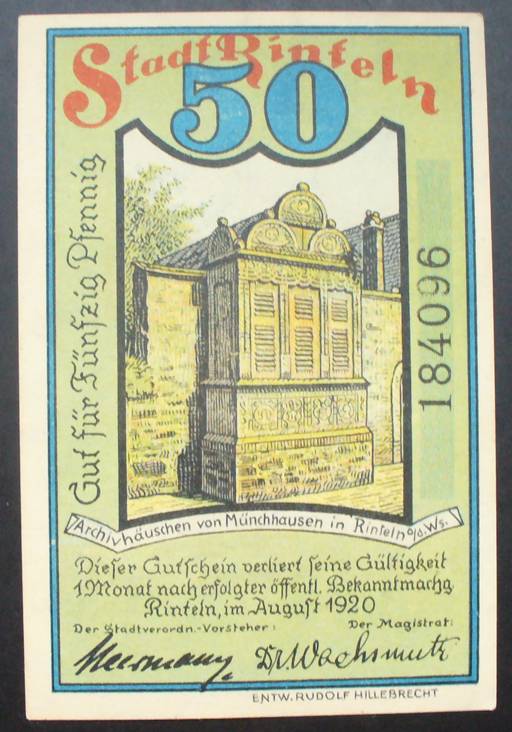 Stadt Rinteln
50
Gut für Fünfzig Pfennig
184096
Archivhäuschen von Münchhausen in Rinteln a/d. Ws.
Dieser Gutschein verliert seine Gültigkeit
1 Monat nach erfolgter öffentl. Bekanntmachg
Rinteln, im August 1920
Der Stadtverordn.-Vorsteher: Der Magistrat:
Dr Wachsmuth
ENTW. RUDOLF HILLEBRECHT